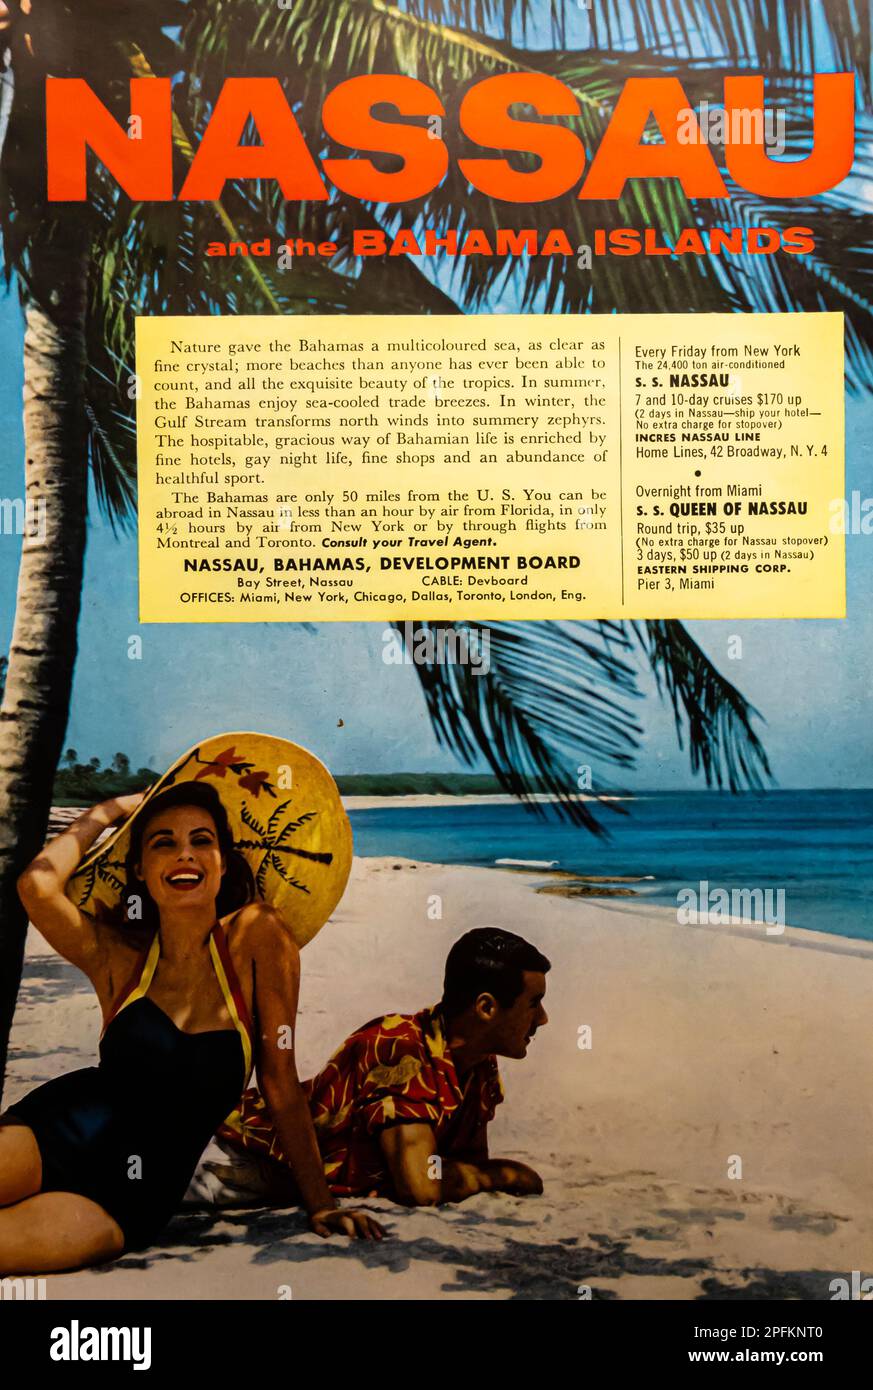 NASSAU
and the BAHAMA ISLANDS
Nature gave the Bahamas a multicoloured sea, as clear as
fine crystal; more beaches than anyone has ever been able to
count, and all the exquisite beauty of the tropics. In summer,
the Bahamas enjoy sea-cooled trade breezes. In winter, the
Gulf Stream transforms north winds into summery zephyrs.
The hospitable, gracious way of Bahamian life is enriched by
fine hotels, gay night life, fine shops and an abundance of
healthful sport.
The Bahamas are only 50 miles from the U. S. You can be
abroad in Nassau in less than an hour by air from Florida, in only
4½ hours by air from New York or by through flights from
Montreal and Toronto. Consult your Travel Agent.
NASSAU, BAHAMAS, DEVELOPMENT BOARD
Bay Street, Nassau CABLE: Devboard
OFFICES: Miami, New York, Chicago, Dallas, Toronto, London, Eng.
Every Friday from New York
The 24,400 ton air-conditioned
S. S. NASSAU
7 and 10-day cruises $170 up
(2 days in Nassau—ship your hotel—
No extra charge for stopover)
INCRES NASSAU LINE
Home Lines, 42 Broadway, N. Y. 4
•
Overnight from Miami
S. S. QUEEN OF NASSAU
Round trip, $35 up
(No extra charge for Nassau stopover)
3 days, $50 up (2 days in Nassau)
EASTERN SHIPPING CORP.
Pier 3, Miami
alamy
alamy
a
alamy
Image ID: 2PFKNT0
www.alamy.com